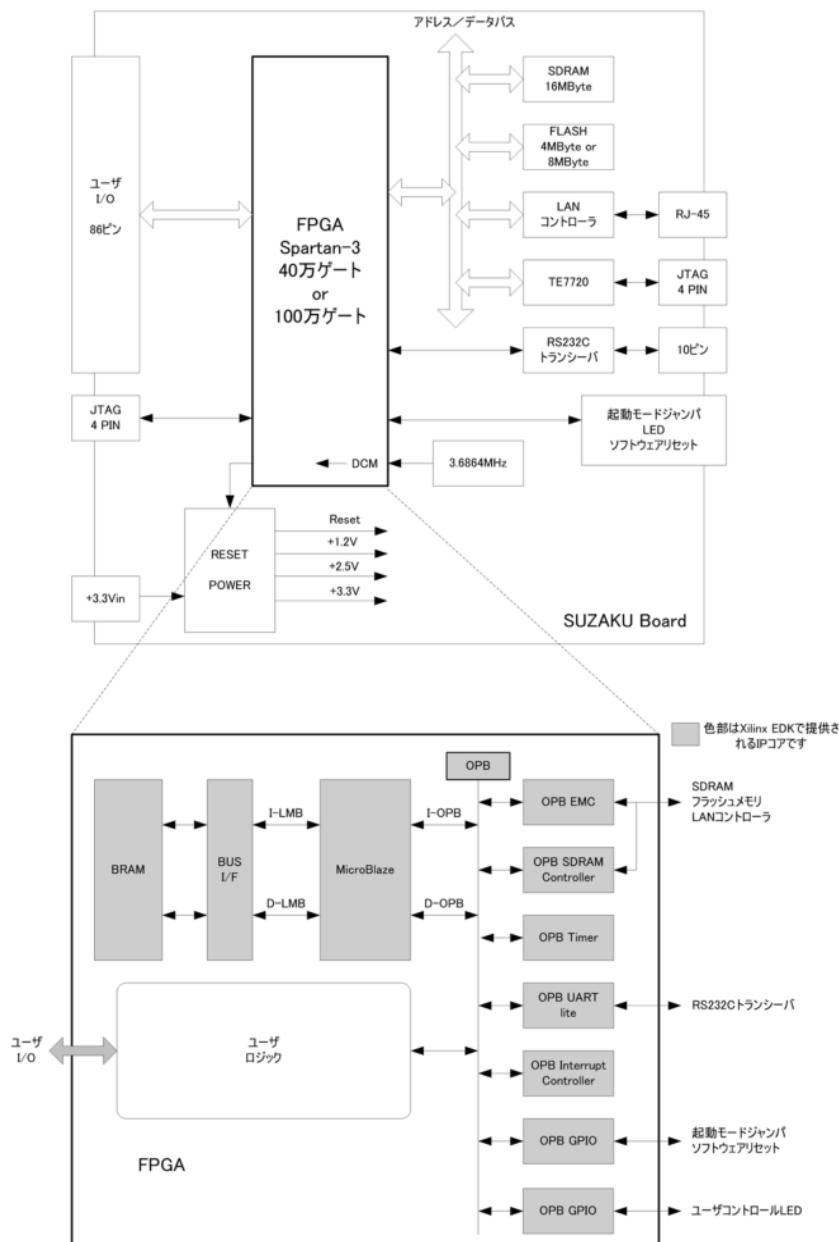 アドレス／データバス
SDRAM
16MByte
FLASH
4MByte or
8MByte
ユーザ
I/O
86ピン
FPGA
Spartan-3
40万ゲート
or
100万ゲート
LAN
コントローラ
RJ-45
TE7720
JTAG
4 PIN
RS232C
トランシーバ
10ピン
JTAG
4 PIN
起動モードジャンパ
LED
ソフトウェアリセット
DCM
3.6864MHz
RESET
POWER
Reset
+1.2V
+2.5V
+3.3V
+3.3Vin
SUZAKU Board
色部はXilinx EDKで提供さ
れるIPコアです
OPB
BRAM
BUS
I/F
I-LMB
D-LMB
MicroBlaze
I-OPB
D-OPB
OPB EMC
SDRAM
フラッシュメモリ
LANコントローラ
OPB SDRAM
Controller
OPB Timer
OPB UART
lite
RS232Cトランシーバ
ユーザ
I/O
ユーザ
ロジック
OPB Interrupt
Controller
OPB GPIO
起動モードジャンパ
ソフトウェアリセット
FPGA
OPB GPIO
ユーザコントロールLED